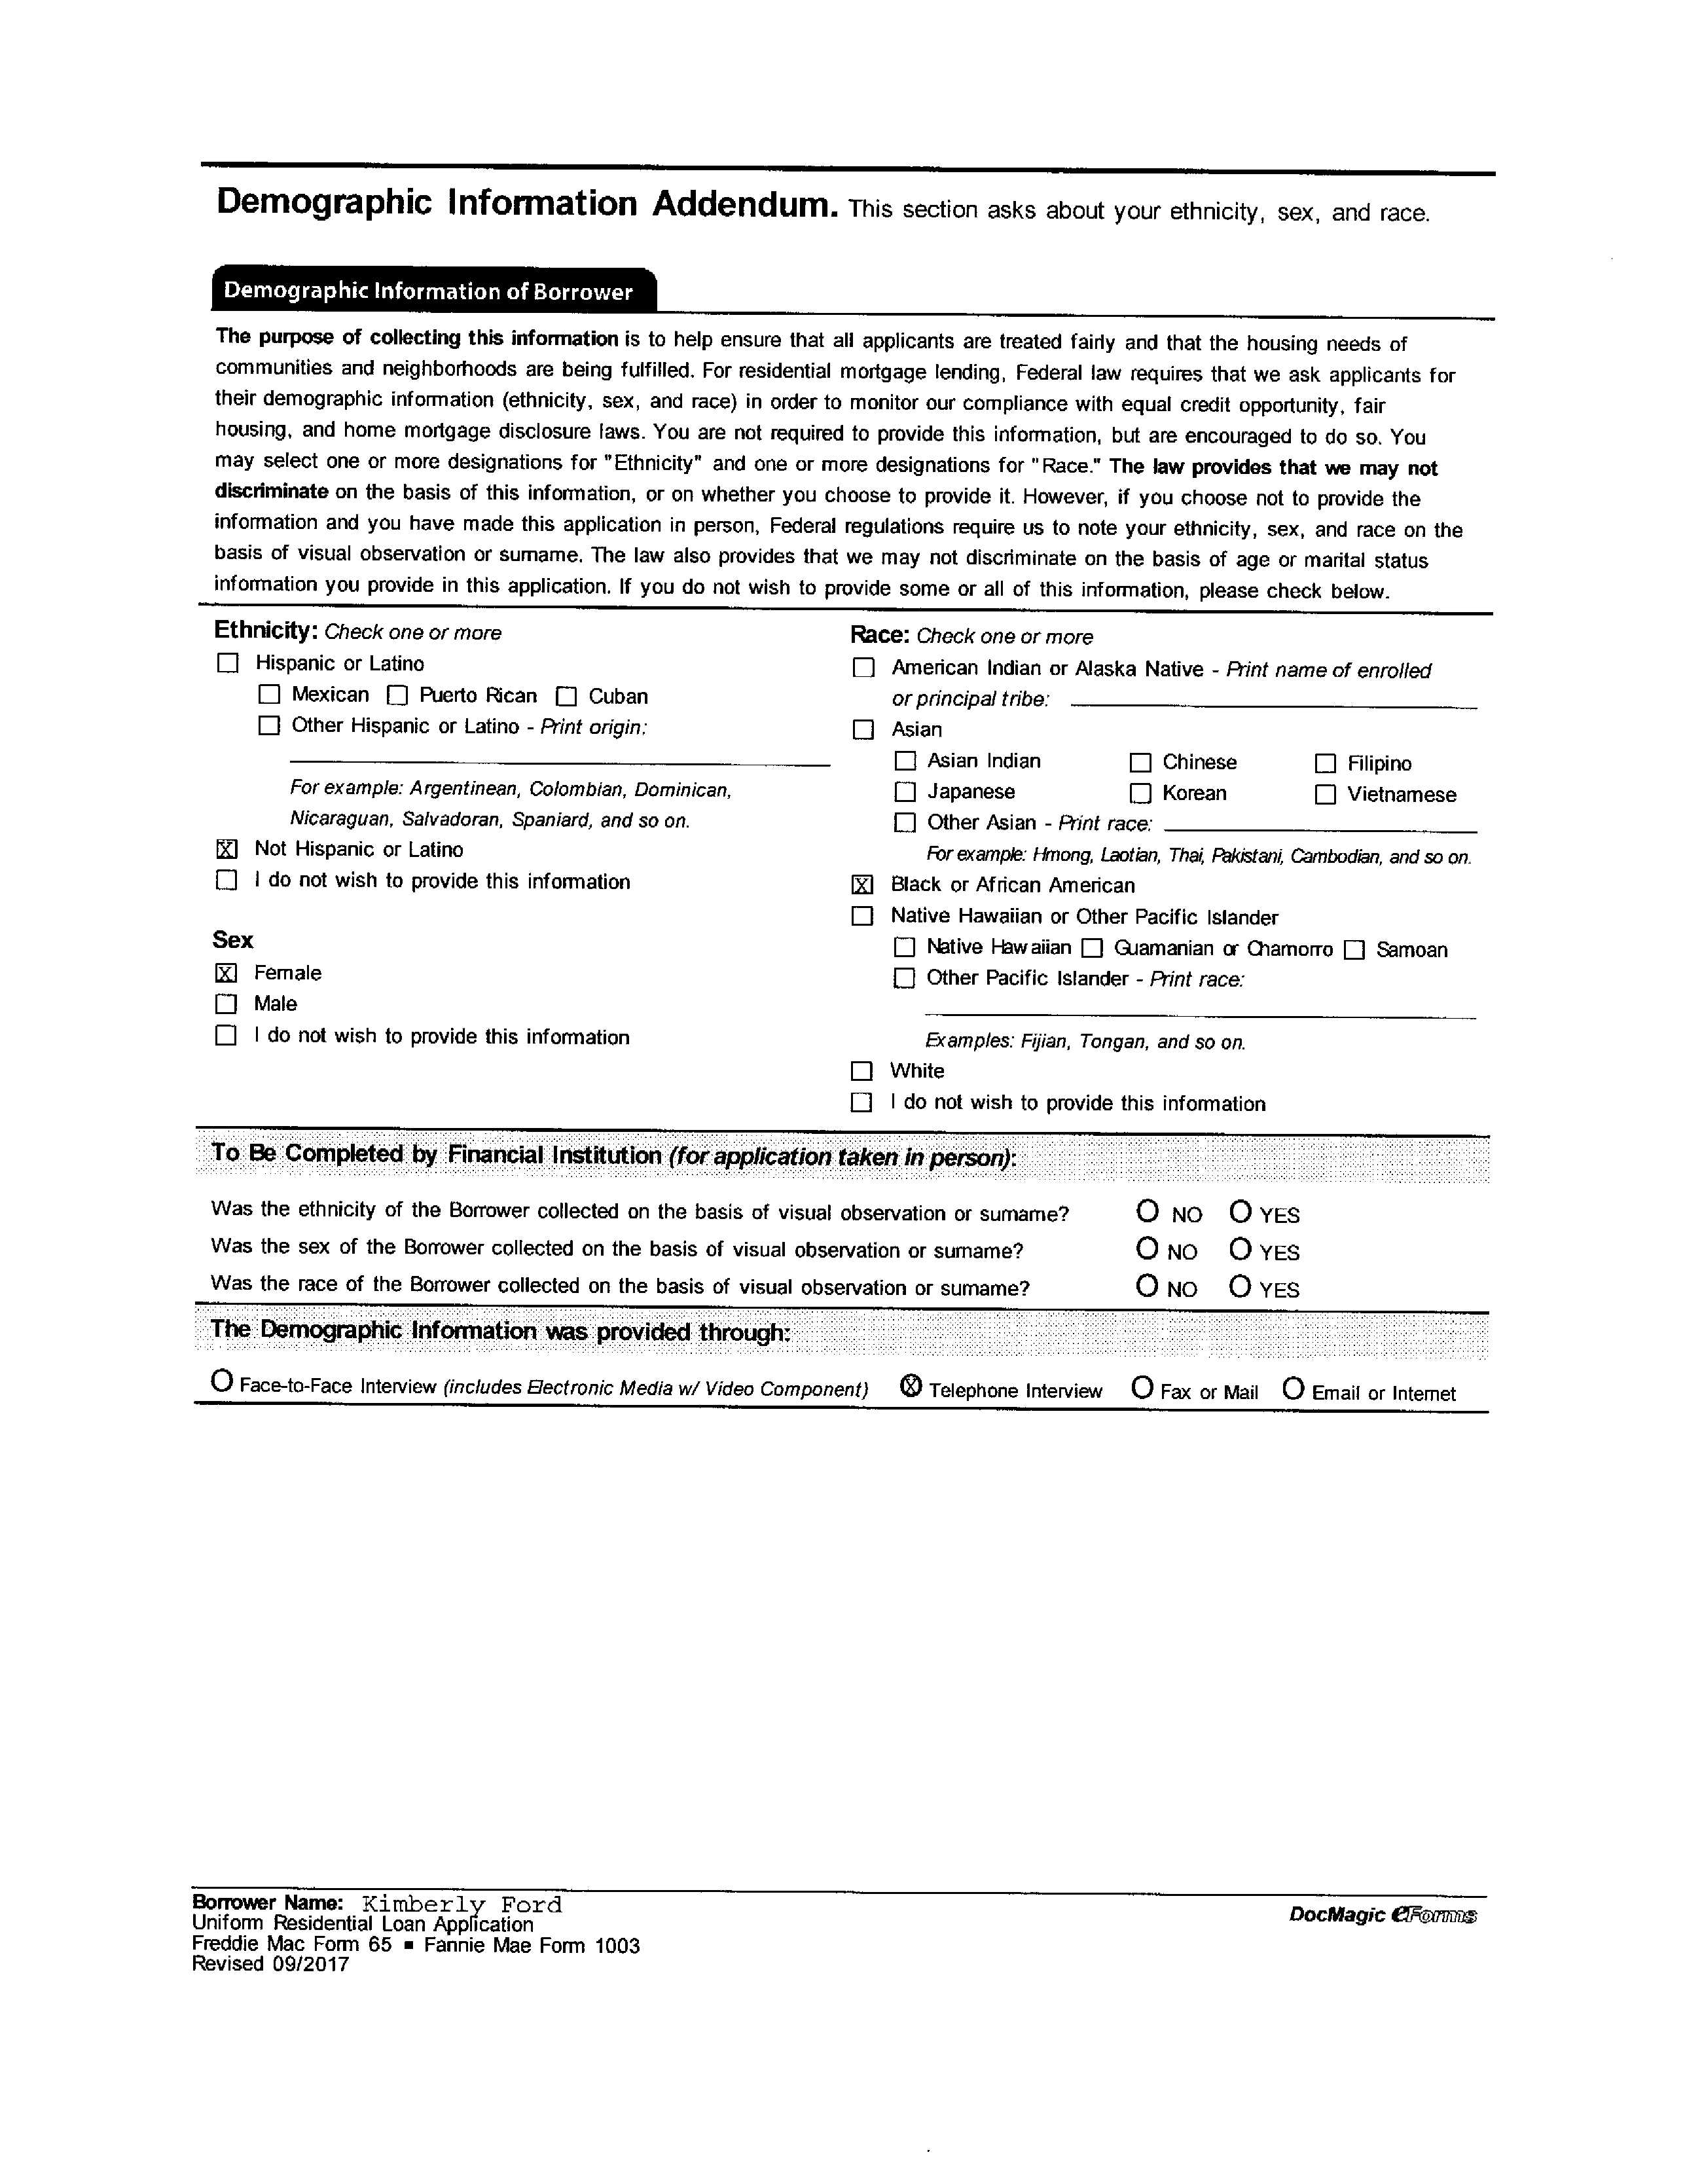 Demographic Information Addendum. This section asks about your ethnicity, sex, and race.
Demographic Information of Borrower
The purpose of collecting this information is to help ensure that all applicants are treated fairly and that the housing needs of
communities and neighborhoods are being fulfilled. For residential mortgage lending, Federal law requires that we ask applicants for
their demographic information (ethnicity, sex, and race) in order to monitor our compliance with equal credit opportunity, fair
housing, and home mortgage disclosure laws. You are not required to provide this information, but are encouraged to do so. You
may select one or more designations for "Ethnicity" and one or more designations for "Race." The law provides that we may not
discriminate on the basis of this information, or on whether you choose to provide it. However, if you choose not to provide the
information and you have made this application in person, Federal regulations require us to note your ethnicity, sex, and race on the
basis of visual observation or surname. The law also provides that we may not discriminate on the basis of age or marital status
information you provide in this application. If you do not wish to provide some or all of this information, please check below.
Ethnicity: Check one or more
☐ Hispanic or Latino
☐ Mexican ☐ Puerto Rican ☐ Cuban
☐ Other Hispanic or Latino - Print origin:
For example: Argentinean, Colombian, Dominican,
Nicaraguan, Salvadoran, Spaniard, and so on.
☒ Not Hispanic or Latino
☐ I do not wish to provide this information
Sex
☒ Female
☐ Male
☐ I do not wish to provide this information
Race: Check one or more
☐ American Indian or Alaska Native - Print name of enrolled
or principal tribe:
☐ Asian
☐ Asian Indian ☐ Chinese ☐ Filipino
☐ Japanese ☐ Korean ☐ Vietnamese
☐ Other Asian - Print race:
For example: Hmong, Laotian, Thai, Pakistani, Cambodian, and so on.
☒ Black or African American
☐ Native Hawaiian or Other Pacific Islander
☐ Native Hawaiian ☐ Guamanian or Chamorro ☐ Samoan
☐ Other Pacific Islander - Print race:
Examples: Fijian, Tongan, and so on.
☐ White
☐ I do not wish to provide this information
To Be Completed by Financial Institution (for application taken in person):
Was the ethnicity of the Borrower collected on the basis of visual observation or surname? O NO O YES
Was the sex of the Borrower collected on the basis of visual observation or surname? O NO O YES
Was the race of the Borrower collected on the basis of visual observation or surname? O NO O YES
The Demographic Information was provided through:
O Face-to-Face Interview (includes Electronic Media w/ Video Component) ⊗ Telephone Interview O Fax or Mail O Email or Internet
Borrower Name: Kimberly Ford
Uniform Residential Loan Application
Freddie Mac Form 65 ▪ Fannie Mae Form 1003
Revised 09/2017
DocMagic eForms